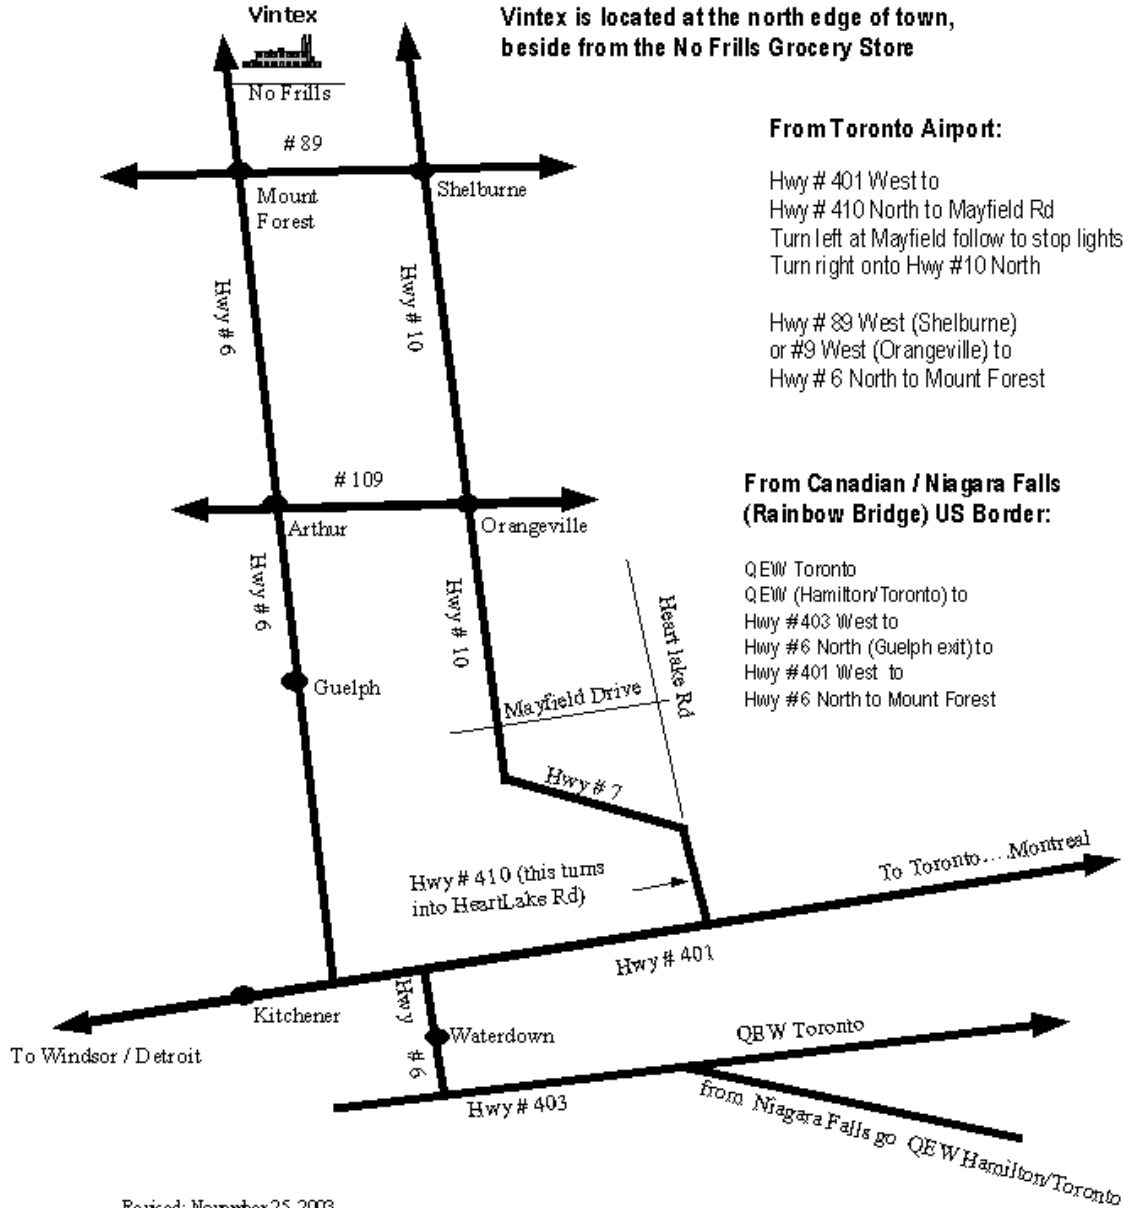 Vintex
Vintex is located at the north edge of town,
beside from the No Frills Grocery Store
No Frills
# 89
Mount
Forest
Shelburne
From Toronto Airport:
Hwy # 401 West to
Hwy # 410 North to Mayfield Rd
Turn left at Mayfield follow to stop lights
Turn right onto Hwy #10 North
Hwy # 89 West (Shelburne)
or #9 West (Orangeville) to
Hwy # 6 North to Mount Forest
Hwy # 6
Hwy # 10
# 109
Arthur
Orangeville
From Canadian / Niagara Falls
(Rainbow Bridge) US Border:
QEW Toronto
QEW (Hamilton/Toronto) to
Hwy #403 West to
Hwy #6 North (Guelph exit) to
Hwy #401 West to
Hwy #6 North to Mount Forest
Hwy # 6
Hwy # 10
Heart lake Rd
Guelph
Mayfield Drive
Hwy # 7
Hwy # 410 (this turns
into HeartLake Rd)
To Toronto....Montreal
Hwy # 401
Kitchener
To Windsor / Detroit
Hwy #6
Waterdown
QEW Toronto
Hwy # 403
from Niagara Falls go QEW Hamilton/Toronto
Revised: November 25, 2003